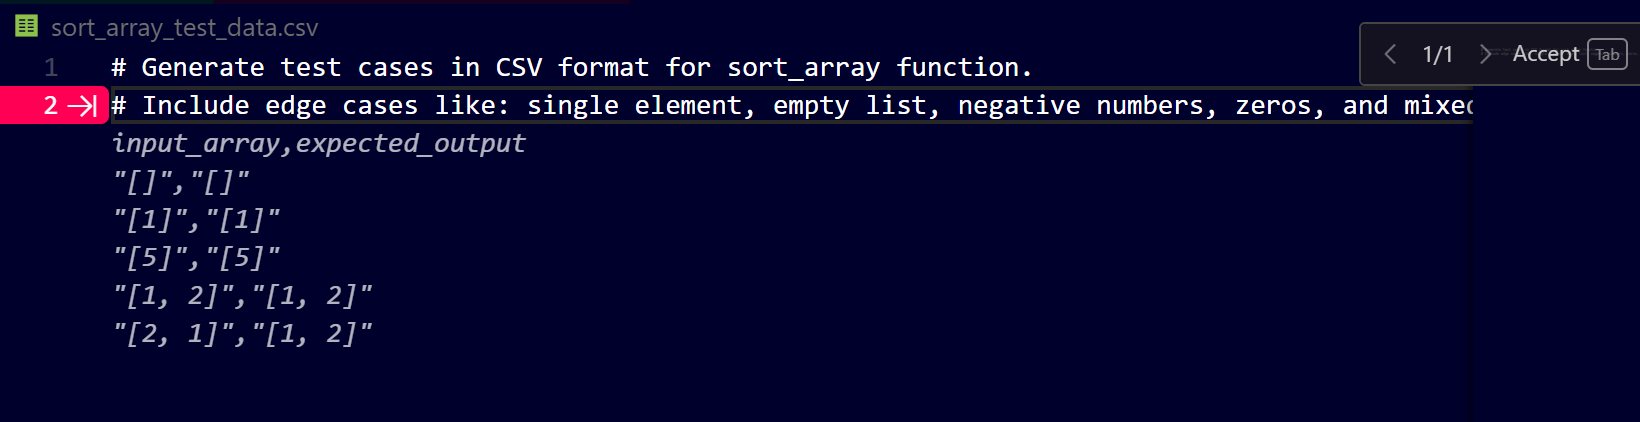 sort_array_test_data.csv
1/1 Accept Tab
1 # Generate test cases in CSV format for sort_array function.
2 # Include edge cases like: single element, empty list, negative numbers, zeros, and mixed
input_array,expected_output
"[]","[]"
"[1]","[1]"
"[5]","[5]"
"[1, 2]","[1, 2]"
"[2, 1]","[1, 2]"